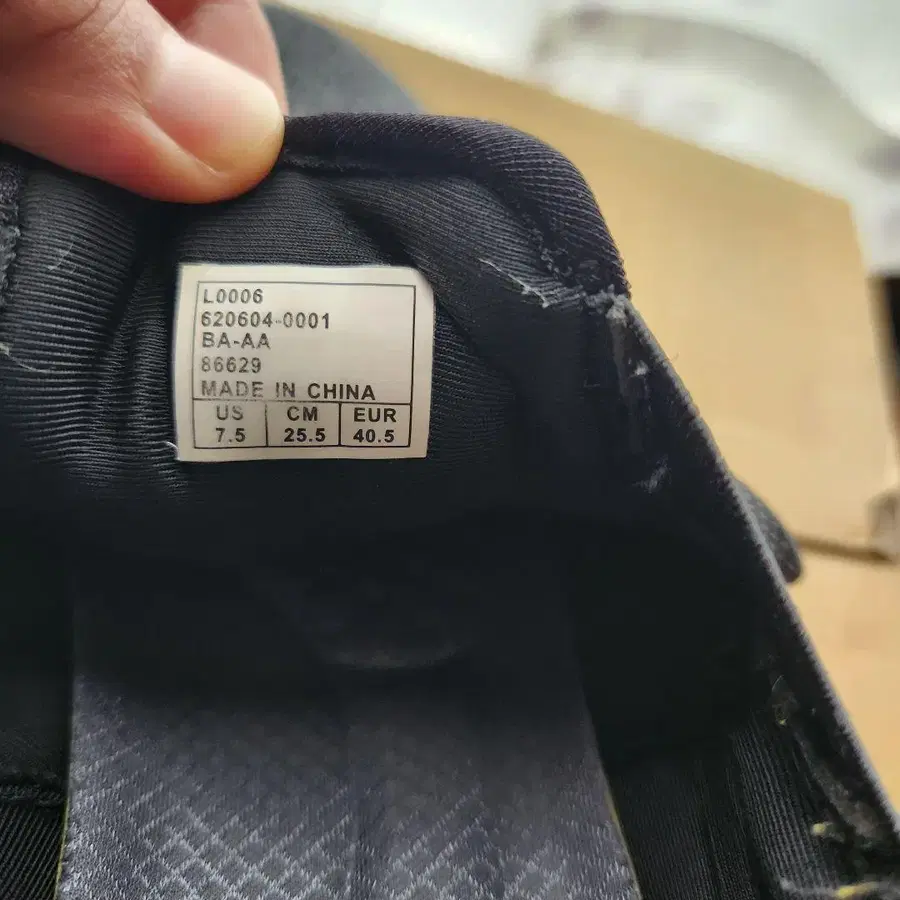 L0006
620604-0001
BA-AA
86629
MADE IN CHINA
US CM EUR
7.5 25.5 40.5